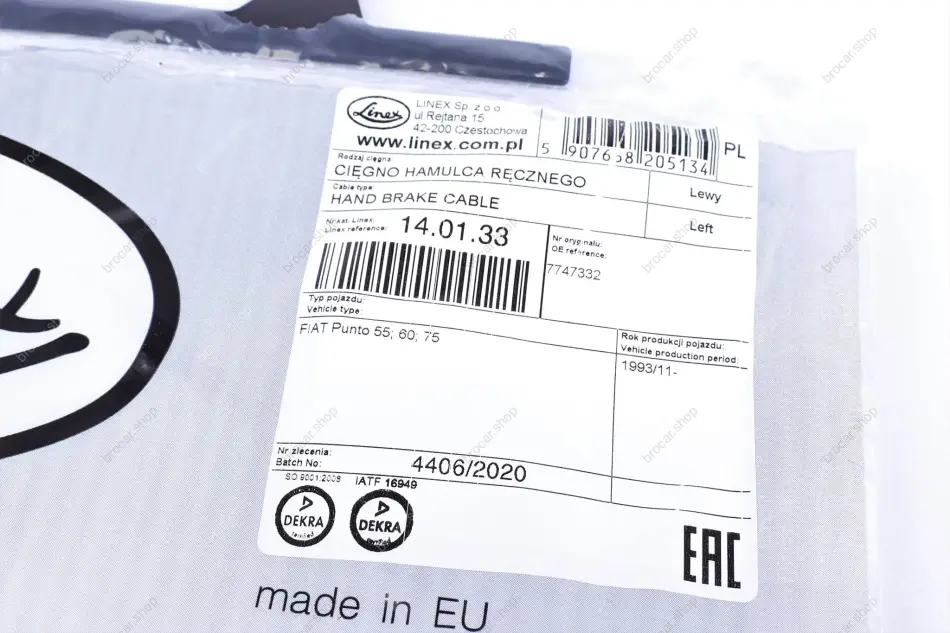 Linex
LINEX Sp. z o o
ul Rejtana 15
42-200 Czestochowa
www.linex.com.pl
5 907668 205134
PL
Rodzaj cięgna:
CIĘGNO HAMULCA RĘCZNEGO
Lewy
Cable type:
HAND BRAKE CABLE
Left
Nr kat. Linex:
Linex reference:
14.01.33
Nr oryginału:
OE reference:
7747332
Typ pojazdu:
Vehicle type:
FIAT Punto 55; 60; 75
Rok produkcji pojazdu:
Vehicle production period:
1993/11-
Nr zlecenia:
Batch No:
4406/2020
SO 9001:2008
IATF 16949
DEKRA
DEKRA
EAC
made in EU
brocar.shop